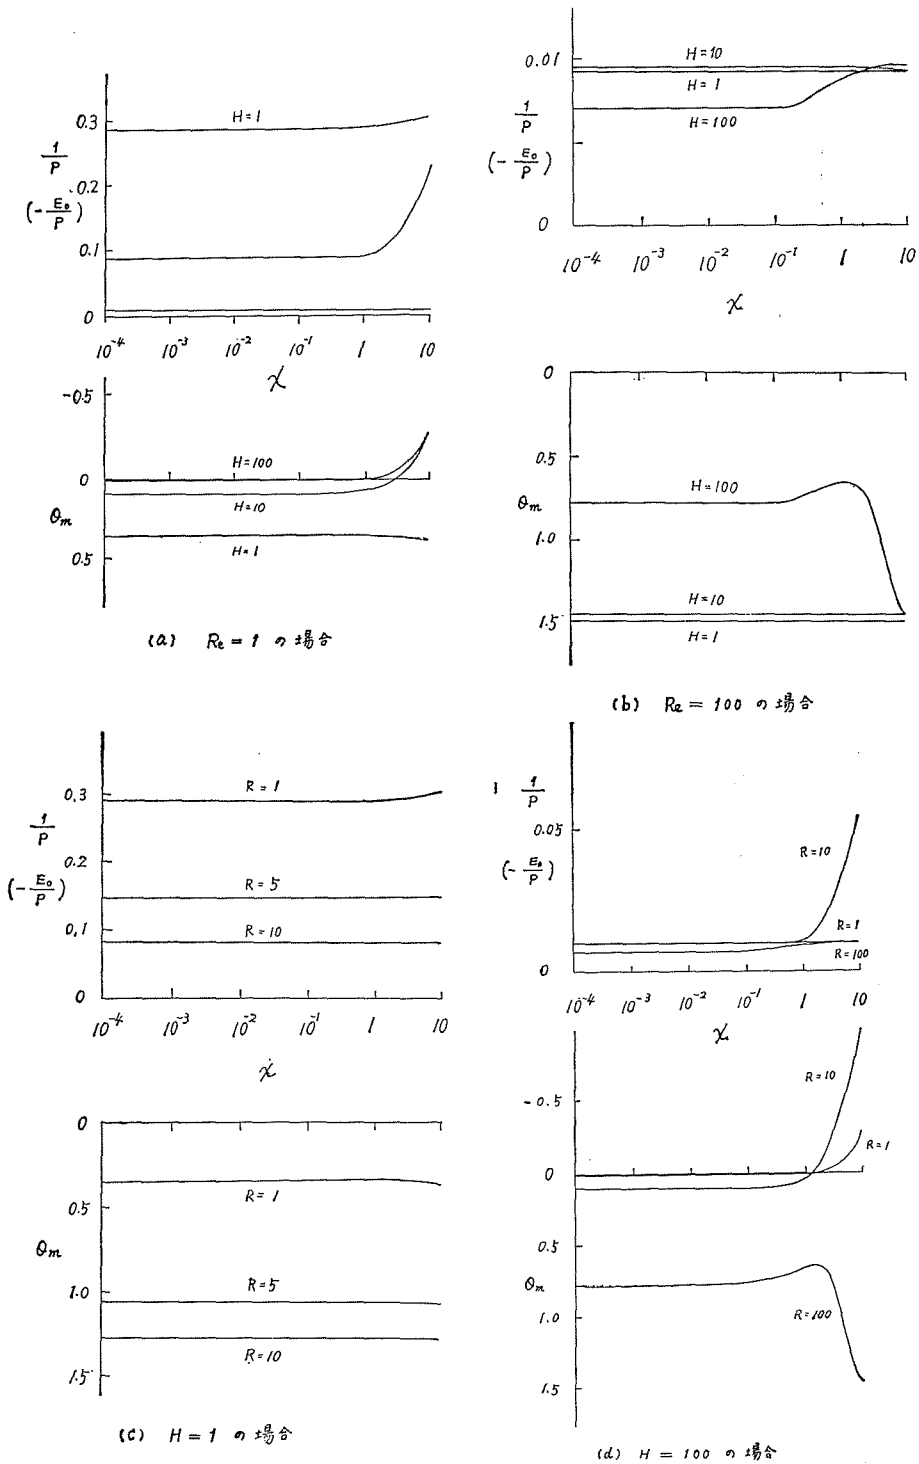 H=1
0.3
1/P
0.2
(- E₀/P)
0.1
0
10⁻⁴ 10⁻³ 10⁻² 10⁻¹ 1 10
χ
-0.5
H=100
0
H=10
θm
H=1
0.5
(a) Re = 1 の場合
0.01
H=10
H=1
1/P
H=100
(- E₀/P)
0
10⁻⁴ 10⁻³ 10⁻² 10⁻¹ 1 10
χ
0
0.5
H=100
θm
1.0
H=10
1.5
H=1
(b) Re = 100 の場合
R=1
0.3
1/P
0.2
R=5
(- E₀/P)
0.1
R=10
0
10⁻⁴ 10⁻³ 10⁻² 10⁻¹ 1 10
χ
0
R=1
0.5
θm
R=5
1.0
R=10
1.5
(c) H = 1 の場合
1/P
0.05
R=10
(- E₀/P)
R=1
R=100
0
10⁻⁴ 10⁻³ 10⁻² 10⁻¹ 1 10
χ
R=10
-0.5
R=1
0
0.5
θm
1.0
R=100
1.5
(d) H = 100 の場合